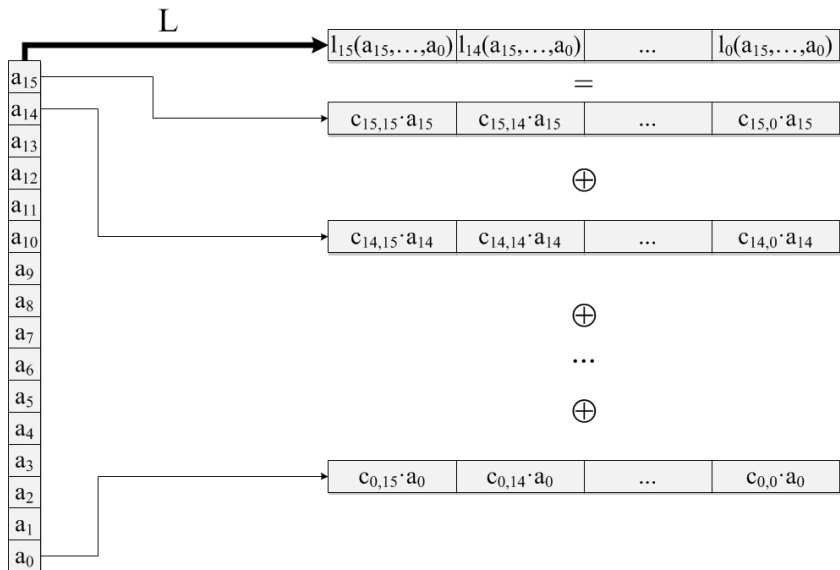 L
l₁₅(a₁₅,…,a₀) l₁₄(a₁₅,…,a₀) ... l₀(a₁₅,…,a₀)
=
a₁₅
c₁₅,₁₅·a₁₅ c₁₅,₁₄·a₁₅ ... c₁₅,₀·a₁₅
a₁₄
a₁₃
a₁₂
⊕
a₁₁
a₁₀
c₁₄,₁₅·a₁₄ c₁₄,₁₄·a₁₄ ... c₁₄,₀·a₁₄
a₉
a₈
⊕
a₇
...
a₆
a₅
⊕
a₄
a₃
c₀,₁₅·a₀ c₀,₁₄·a₀ ... c₀,₀·a₀
a₂
a₁
a₀